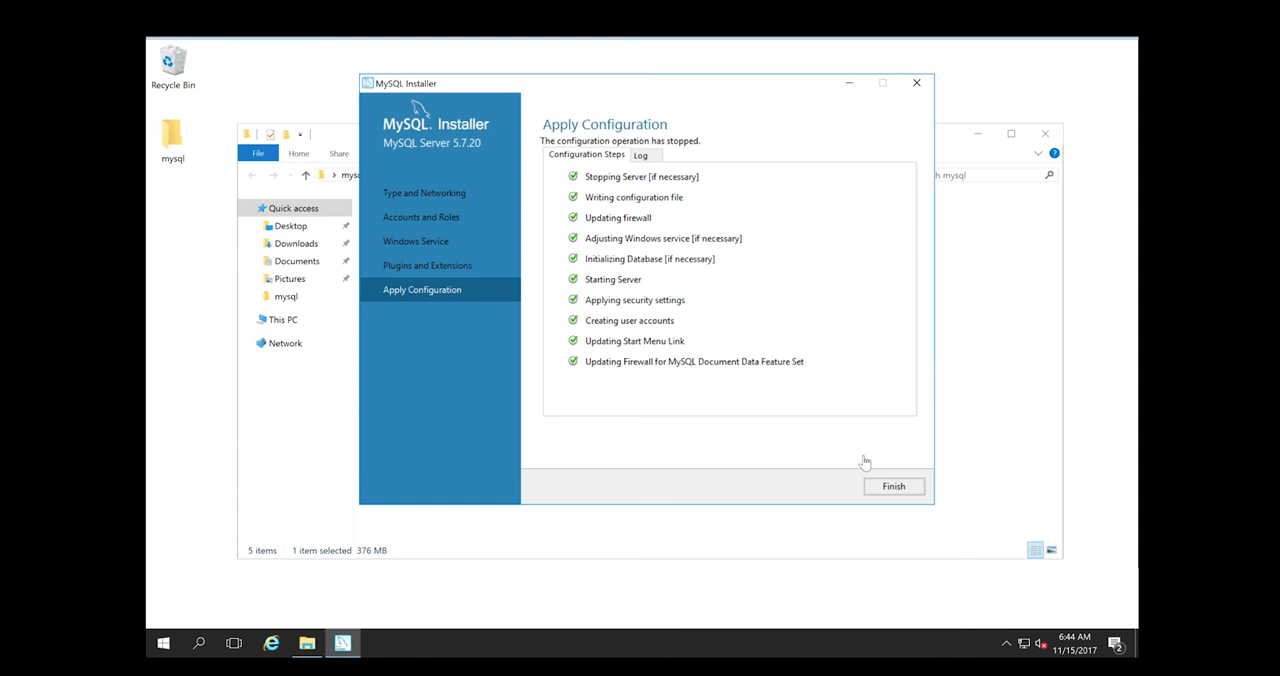 Recycle Bin
mysql
File
Home
Share
mysq
Quick access
Desktop
Downloads
Documents
Pictures
mysql
This PC
Network
5 items
1 item selected
376 MB
h mysql
MySQL Installer
MySQL. Installer
MySQL Server 5.7.20
Type and Networking
Accounts and Roles
Windows Service
Plugins and Extensions
Apply Configuration
Apply Configuration
The configuration operation has stopped.
Configuration Steps
Log
Stopping Server [if necessary]
Writing configuration file
Updating firewall
Adjusting Windows service [if necessary]
Initializing Database [if necessary]
Starting Server
Applying security settings
Creating user accounts
Updating Start Menu Link
Updating Firewall for MySQL Document Data Feature Set
Finish
6:44 AM
11/15/2017
2